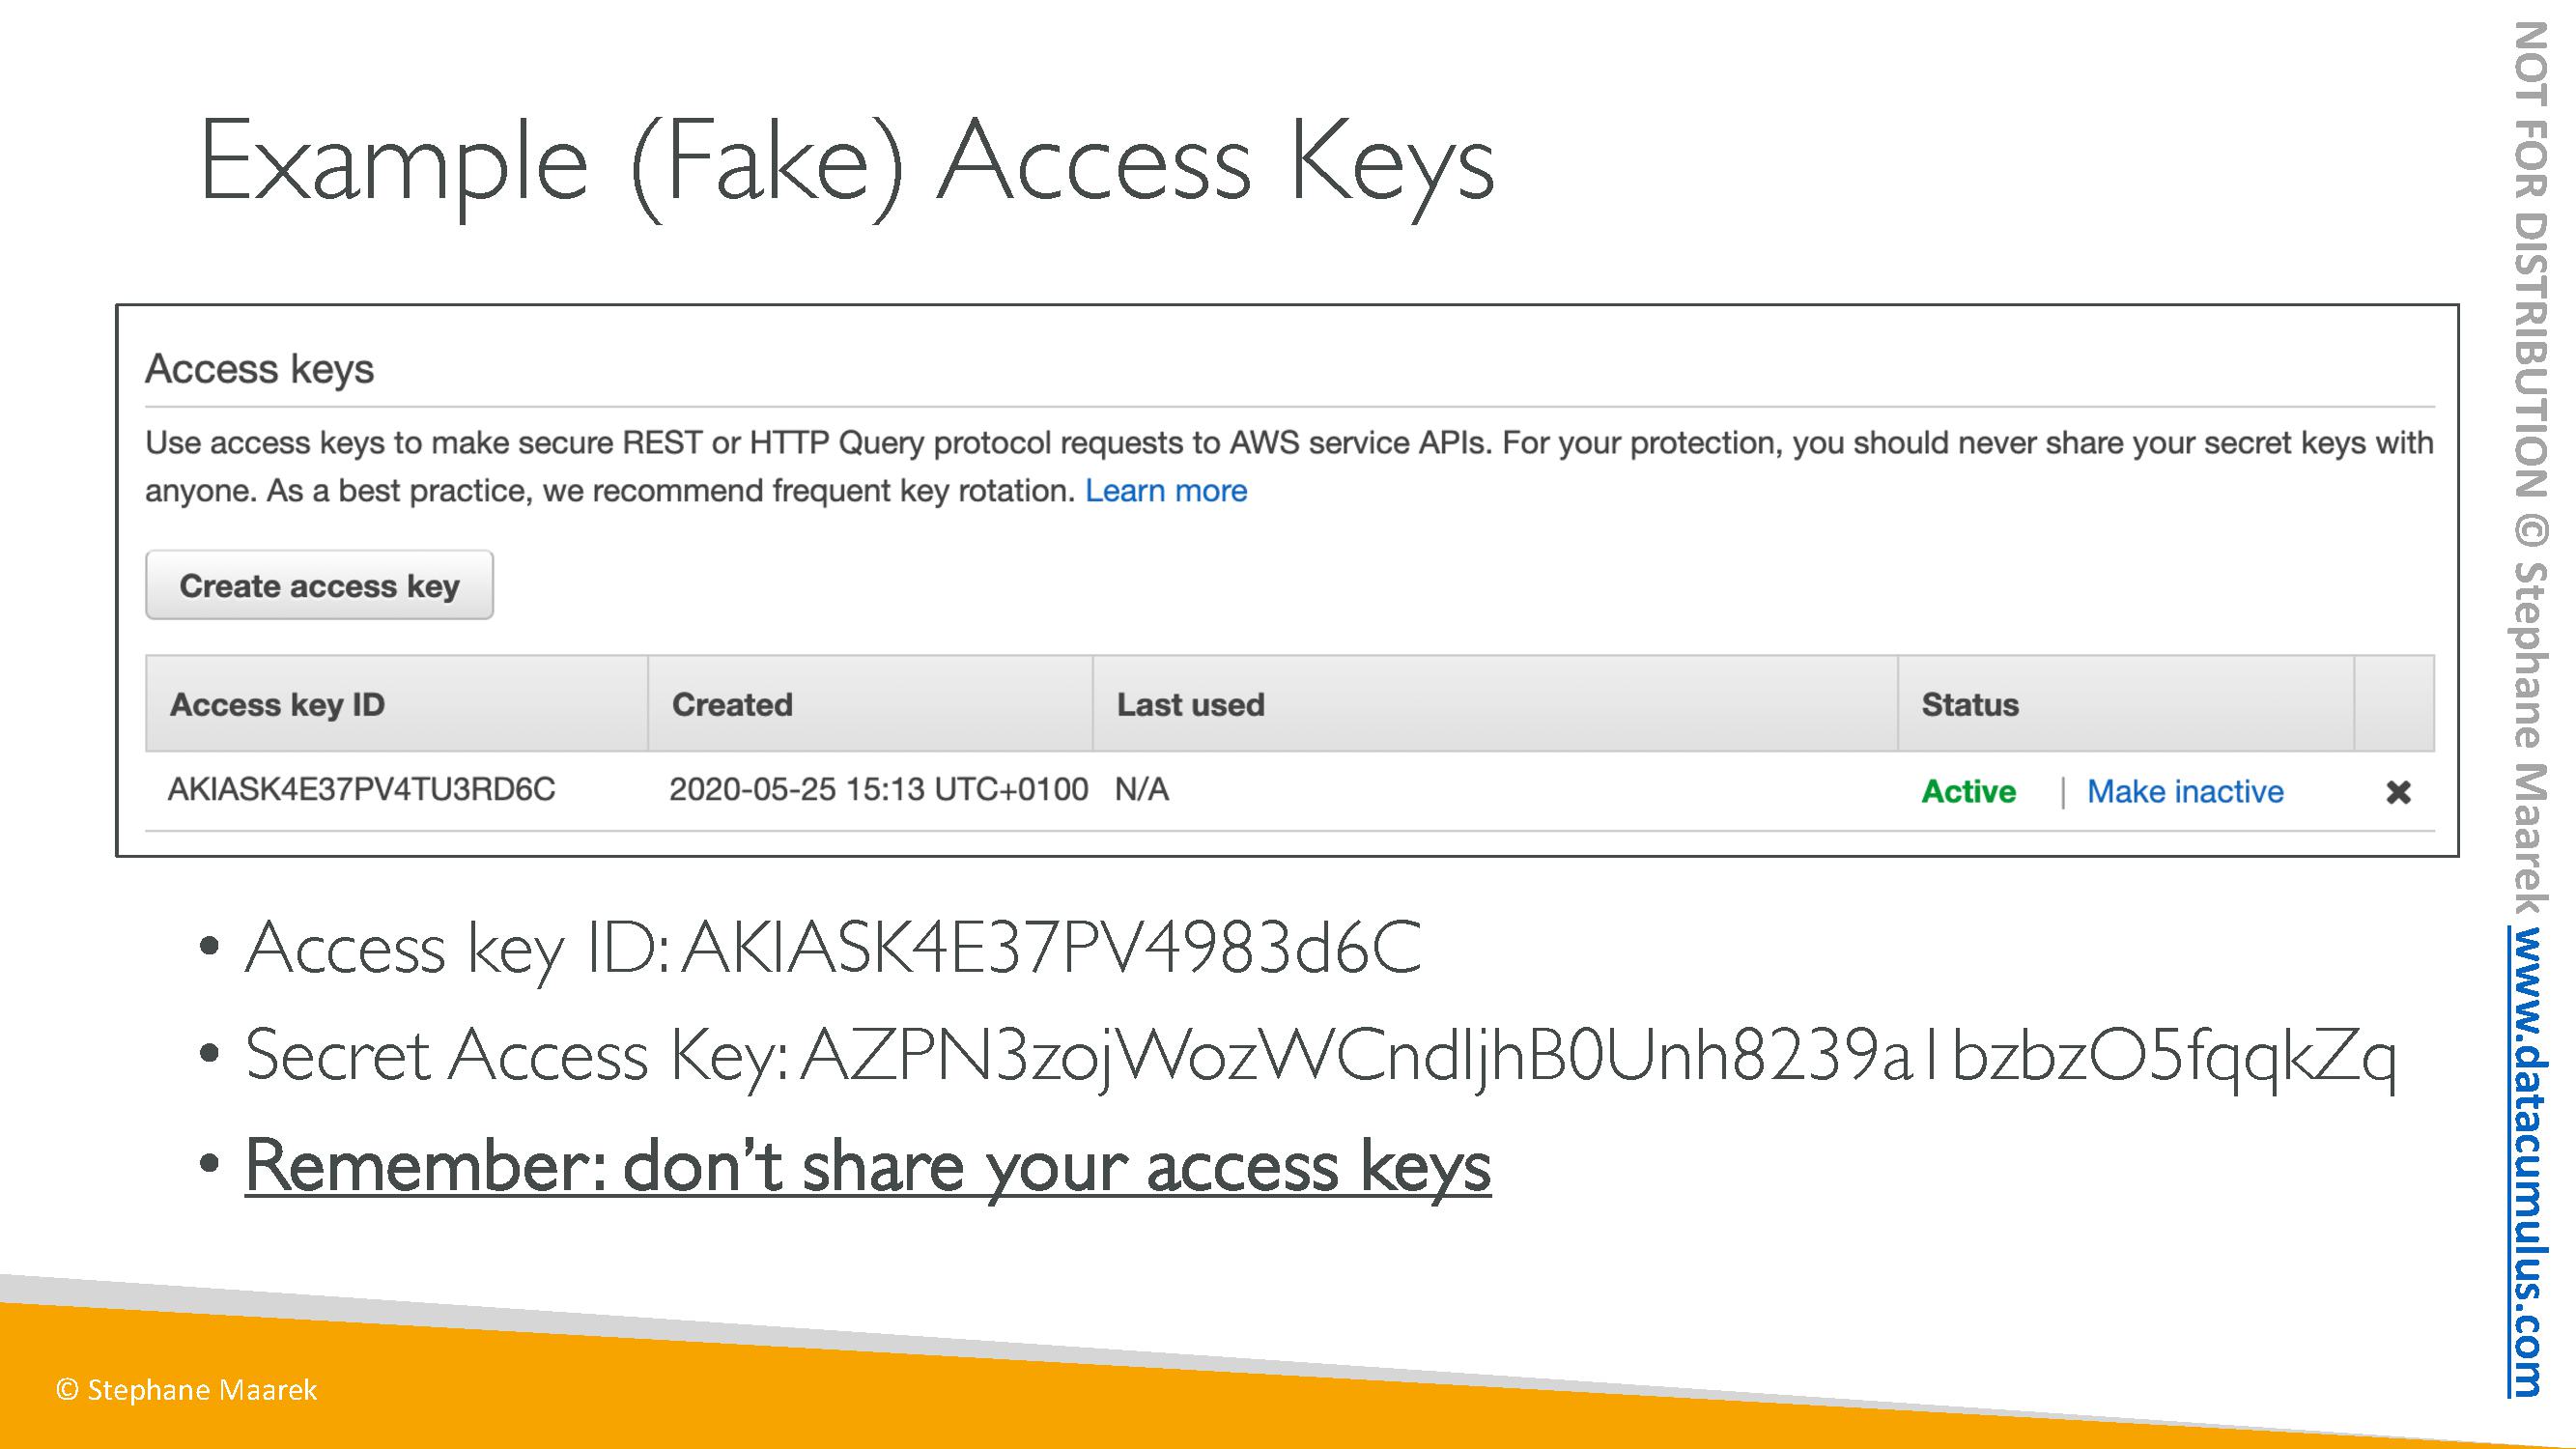 Example (Fake) Access Keys
Access keys
Use access keys to make secure REST or HTTP Query protocol requests to AWS service APIs. For your protection, you should never share your secret keys with
anyone. As a best practice, we recommend frequent key rotation. Learn more
Create access key
Access key ID Created Last used Status
AKIASK4E37PV4TU3RD6C 2020-05-25 15:13 UTC+0100 N/A Active | Make inactive ✖
• Access key ID: AKIASK4E37PV4983d6C
• Secret Access Key: AZPN3zojWozWCndIjhB0Unh8239a1bzbzO5fqqkZq
• Remember: don’t share your access keys
© Stephane Maarek
NOT FOR DISTRIBUTION © Stephane Maarek www.datacumulus.com